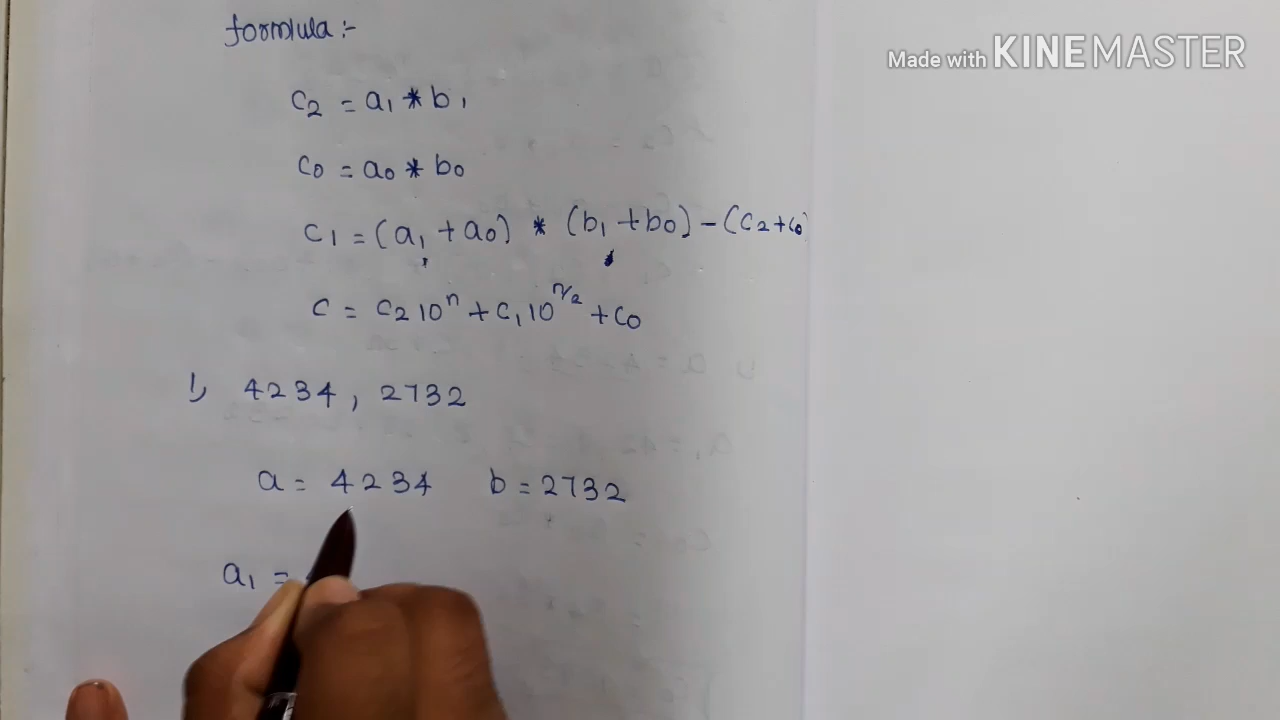 formula :-
Made with KINEMASTER
c2 = a1 * b1
c0 = a0 * b0
c1 = (a1 + a0) * (b1 + b0) - (c2 + c0)
c = c2 10^n + c1 10^n/2 + c0
1) 4234, 2732
a = 4234 b = 2732
a1 =